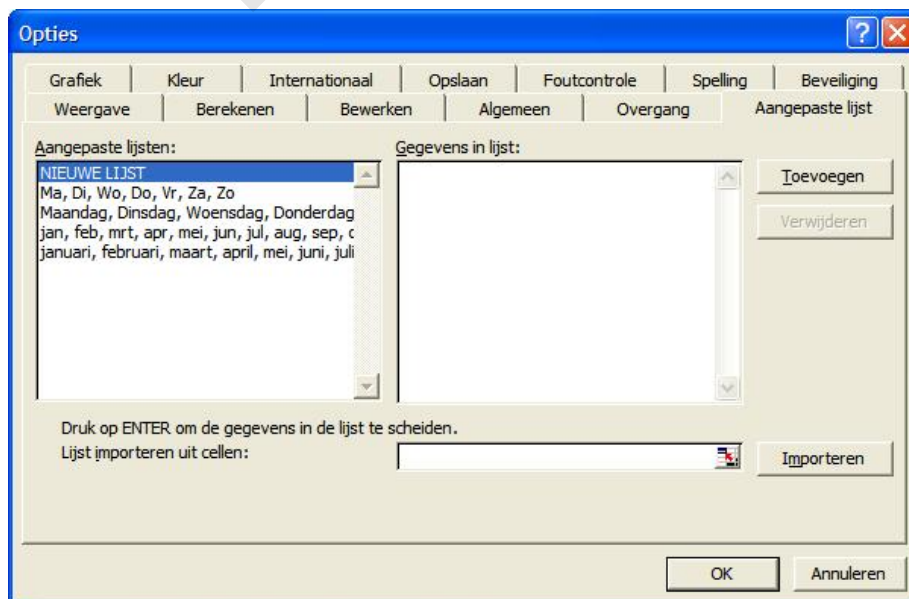 Opties
Grafiek Kleur Internationaal Opslaan Foutcontrole Spelling Beveiliging
Weergave Berekenen Bewerken Algemeen Overgang Aangepaste lijst
Aangepaste lijsten: Gegevens in lijst:
NIEUWE LIJST
Ma, Di, Wo, Do, Vr, Za, Zo
Maandag, Dinsdag, Woensdag, Donderdag
jan, feb, mrt, apr, mei, jun, jul, aug, sep,
januari, februari, maart, april, mei, juni, juli
Toevoegen
Verwijderen
Druk op ENTER om de gegevens in de lijst te scheiden.
Lijst importeren uit cellen: Importeren
OK Annuleren